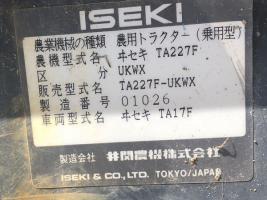 ISEKI
農業機械の種類 農用トラクター(乗用型)
農機型式名 ヰセキ TA227F
区分 UKWX
販売型式名 TA227F-UKWX
製造番号 01026
車両型式名 ヰセキ TA17F
製造会社 井関農機株式会社
ISEKI & CO., LTD. TOKYO/JAPAN